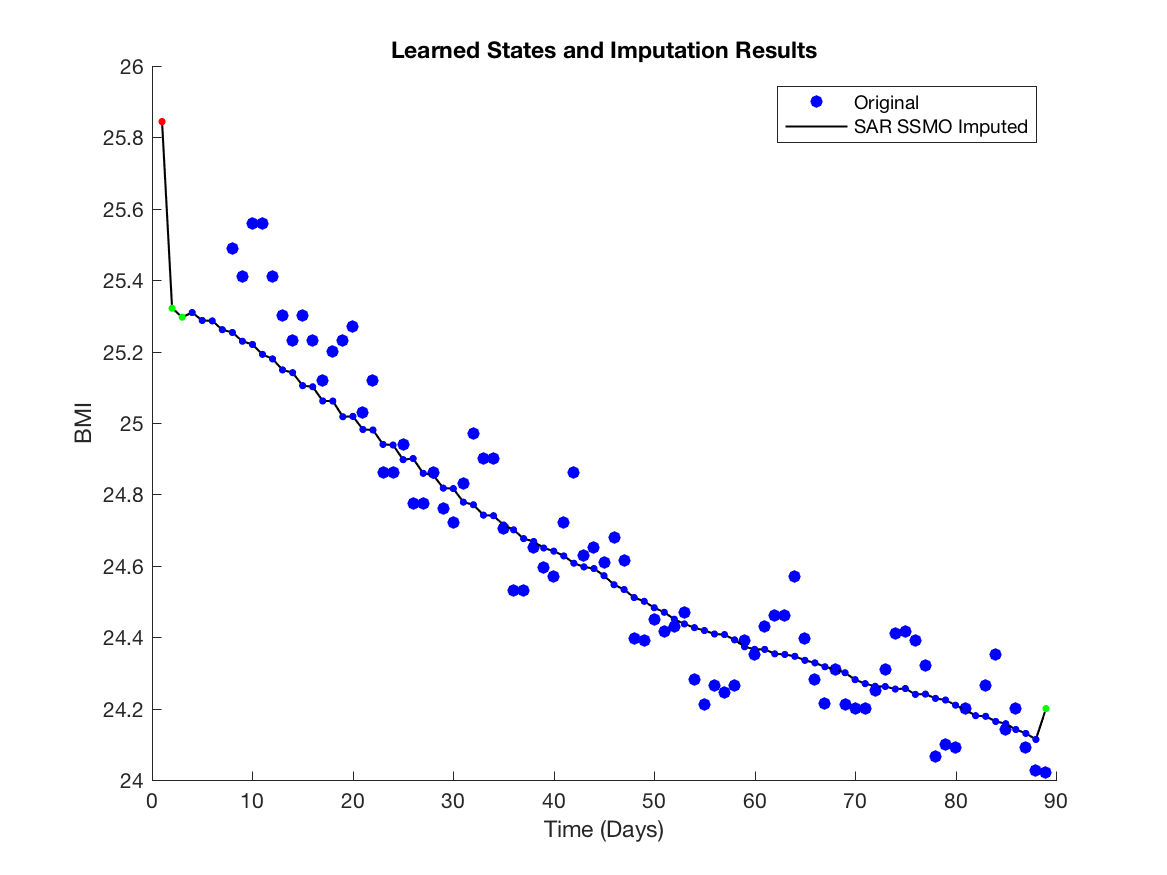 Learned States and Imputation Results
Original
SAR SSMO Imputed
BMI
26
25.8
25.6
25.4
25.2
25
24.8
24.6
24.4
24.2
24
0 10 20 30 40 50 60 70 80 90
Time (Days)